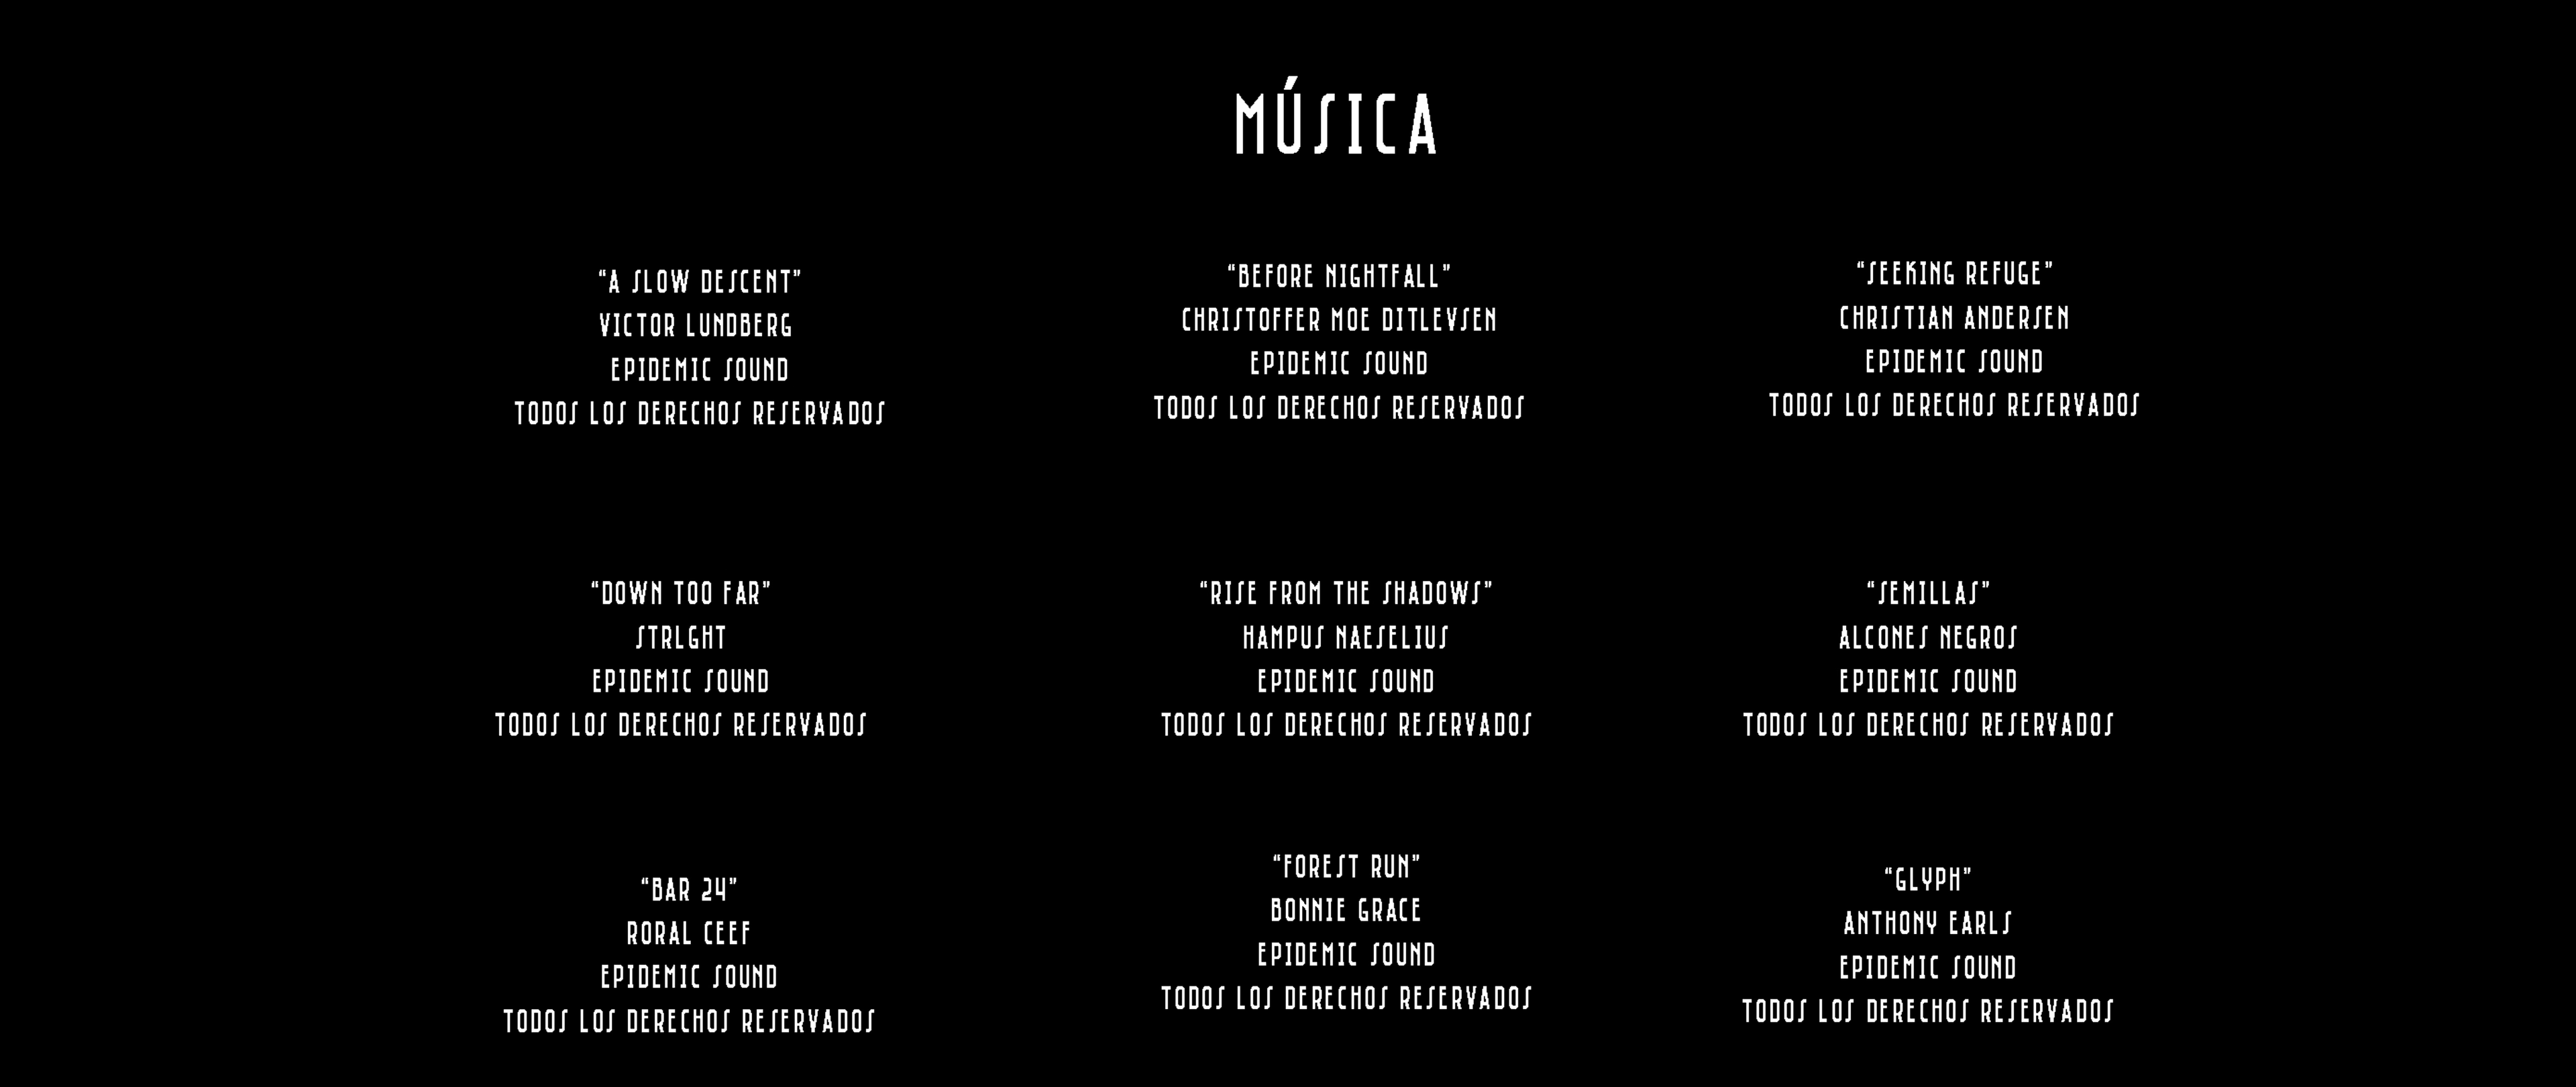 MÚSICA
“A SLOW DESCENT”
VICTOR LUNDBERG
EPIDEMIC SOUND
TODOS LOS DERECHOS RESERVADOS
“BEFORE NIGHTFALL”
CHRISTOFFER MOE DITLEVSEN
EPIDEMIC SOUND
TODOS LOS DERECHOS RESERVADOS
“SEEKING REFUGE”
CHRISTIAN ANDERSEN
EPIDEMIC SOUND
TODOS LOS DERECHOS RESERVADOS
“DOWN TOO FAR”
STRLGHT
EPIDEMIC SOUND
TODOS LOS DERECHOS RESERVADOS
“RISE FROM THE SHADOWS”
HAMPUS NAESELIUS
EPIDEMIC SOUND
TODOS LOS DERECHOS RESERVADOS
“SEMILLAS”
ALCONES NEGROS
EPIDEMIC SOUND
TODOS LOS DERECHOS RESERVADOS
“BAR 24”
RORAL CEEF
EPIDEMIC SOUND
TODOS LOS DERECHOS RESERVADOS
“FOREST RUN”
BONNIE GRACE
EPIDEMIC SOUND
TODOS LOS DERECHOS RESERVADOS
“GLYPH”
ANTHONY EARLS
EPIDEMIC SOUND
TODOS LOS DERECHOS RESERVADOS